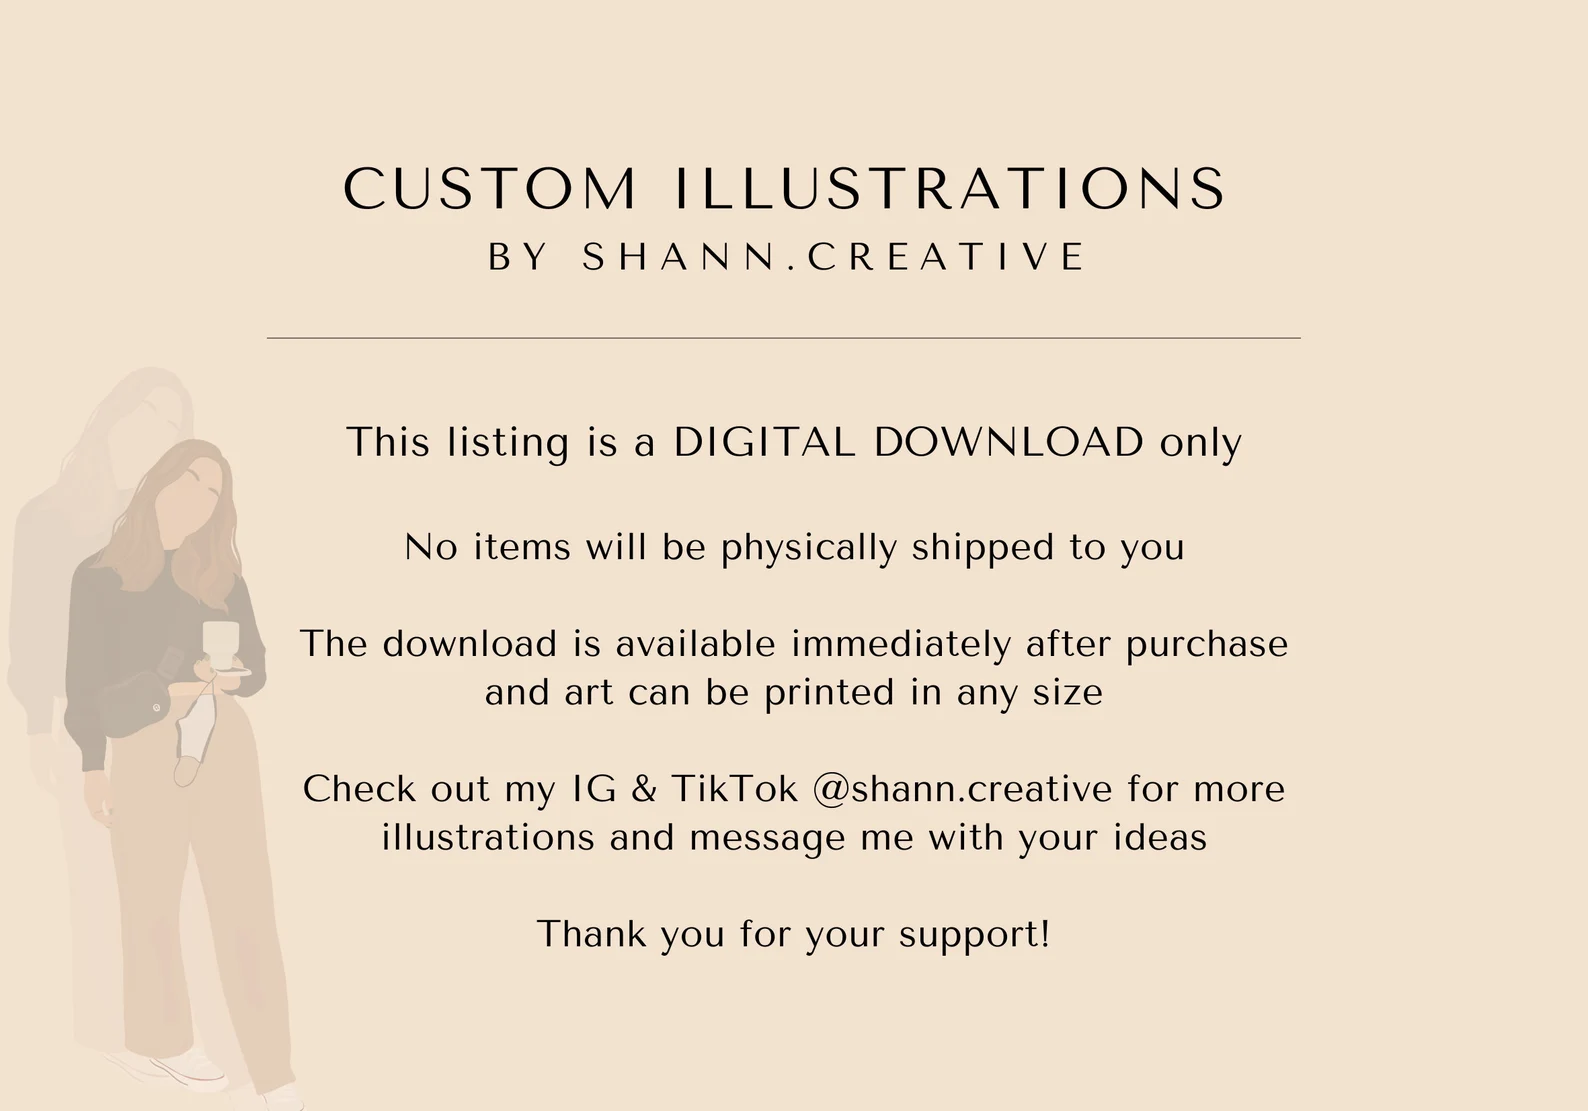 CUSTOM ILLUSTRATIONS
BY SHANN.CREATIVE
This listing is a DIGITAL DOWNLOAD only
No items will be physically shipped to you
The download is available immediately after purchase
and art can be printed in any size
Check out my IG & TikTok @shann.creative for more
illustrations and message me with your ideas
Thank you for your support!